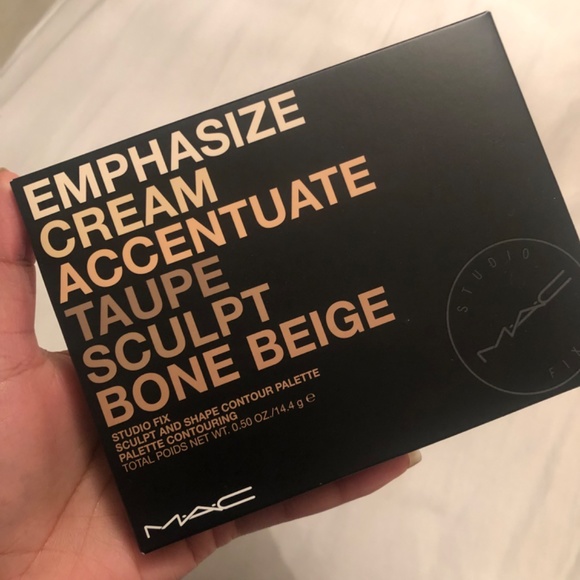 EMPHASIZE
CREAM
ACCENTUATE
TAUPE
SCULPT
BONE BEIGE
STUDIO FIX
SCULPT AND SHAPE CONTOUR PALETTE
PALETTE CONTOURING
TOTAL POIDS NET WT. 0.50 OZ./14.4 g ℮
M·A·C
STUDIO
M·A·C
FIX